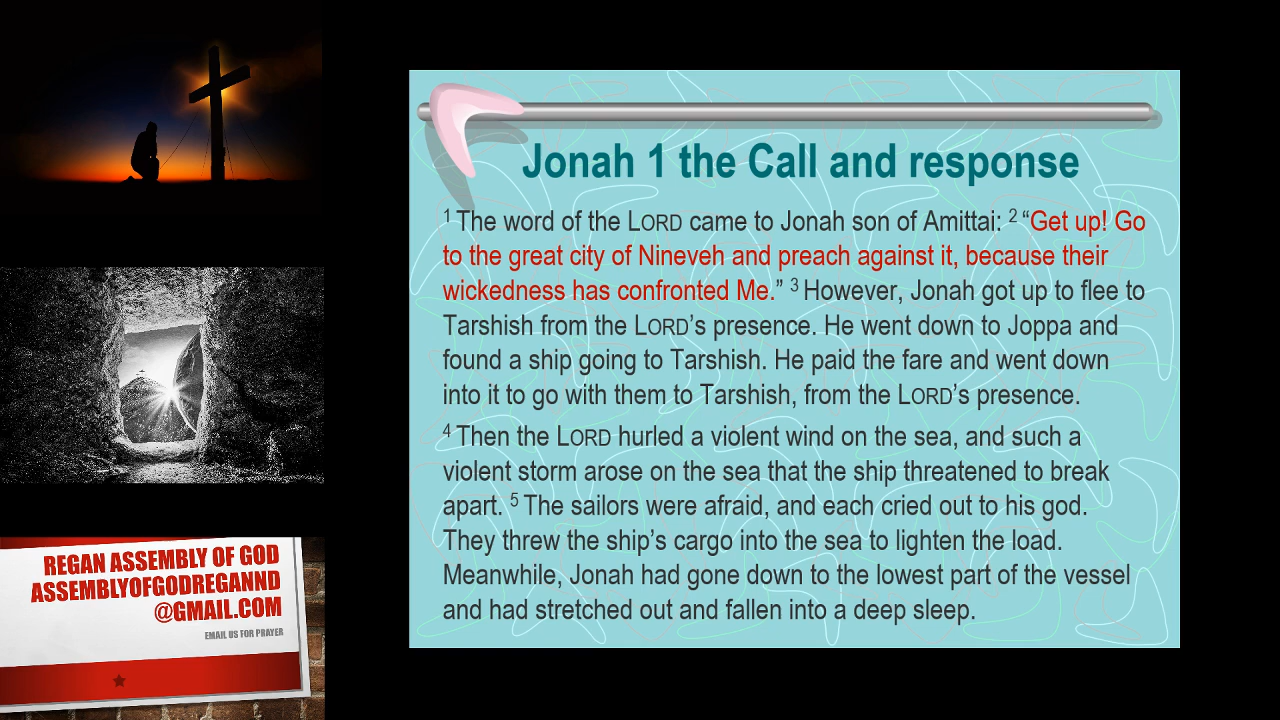 Jonah 1 the Call and response
1 The word of the LORD came to Jonah son of Amittai: 2 “Get up! Go
to the great city of Nineveh and preach against it, because their
wickedness has confronted Me.” 3 However, Jonah got up to flee to
Tarshish from the LORD’s presence. He went down to Joppa and
found a ship going to Tarshish. He paid the fare and went down
into it to go with them to Tarshish, from the LORD’s presence.
4 Then the LORD hurled a violent wind on the sea, and such a
violent storm arose on the sea that the ship threatened to break
apart. 5 The sailors were afraid, and each cried out to his god.
They threw the ship’s cargo into the sea to lighten the load.
Meanwhile, Jonah had gone down to the lowest part of the vessel
and had stretched out and fallen into a deep sleep.
REGAN ASSEMBLY OF GOD
ASSEMBLYOFGODREGANND
@GMAIL.COM
EMAIL US FOR PRAYER